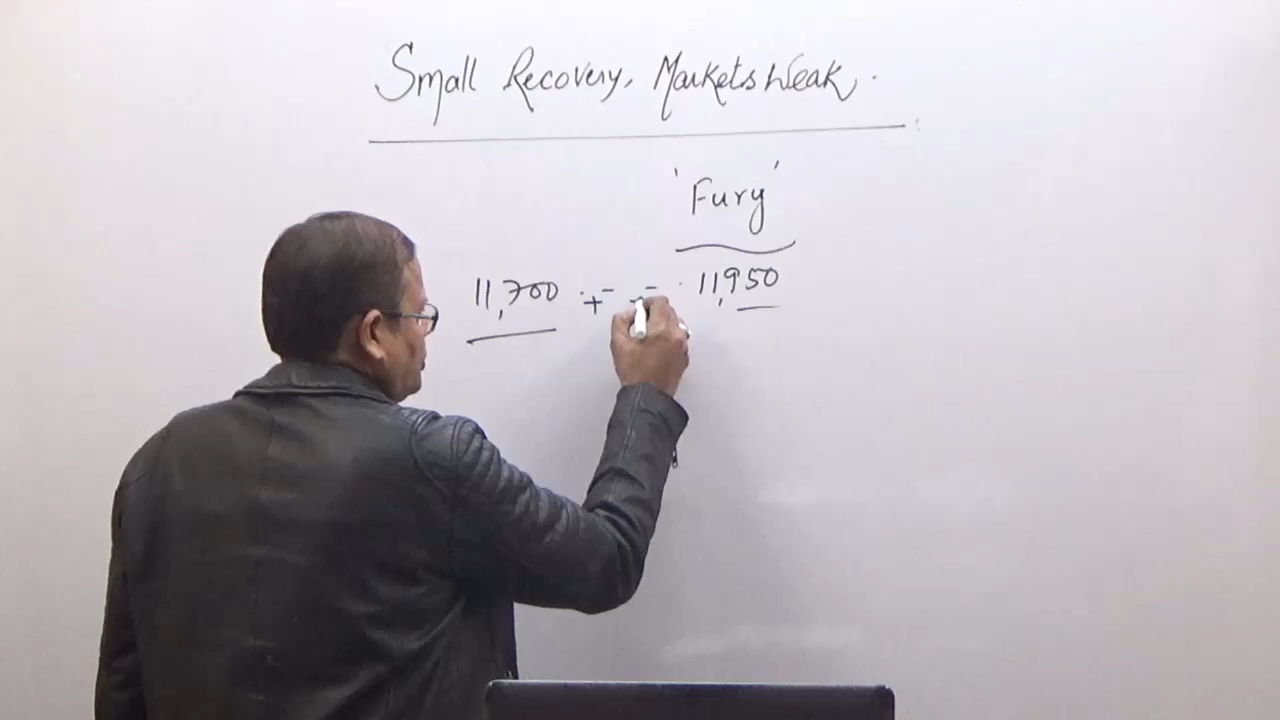 Small Recovery, Markets Weak.
'Fury'
11,700 + - - 11,950